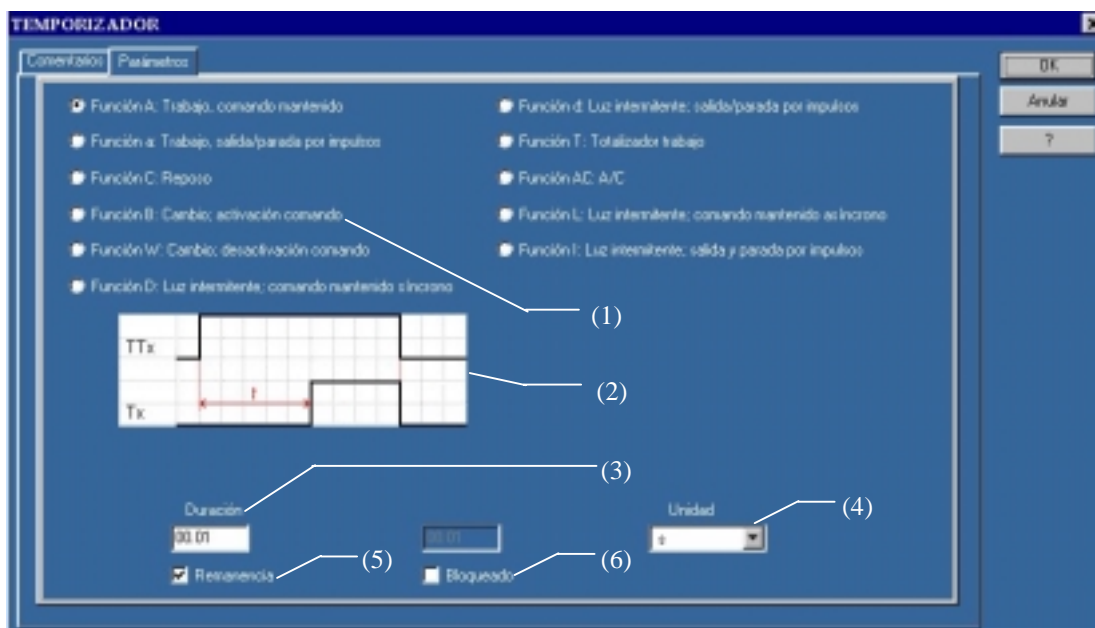 TEMPORIZADOR
Comentarios Parámetros
OK
Anular
?
Función A: Trabajo, comando mantenido
Función a: Trabajo, salida/parada por impulsos
Función C: Reposo
Función B: Cambio; activación comando
Función W: Cambio; desactivación comando
Función D: Luz intermitente; comando mantenido síncrono
Función d: Luz intermitente; salida/parada por impulsos
Función T: Totalizador trabajo
Función AC: A/C
Función L: Luz intermitente; comando mantenido asíncrono
Función l: Luz intermitente; salida y parada por impulsos
(1)
TTx
t
Tx
(2)
(3)
Duración
00.01
00.01
Unidad
(4)
s
Remanencia
(5)
Bloqueado
(6)